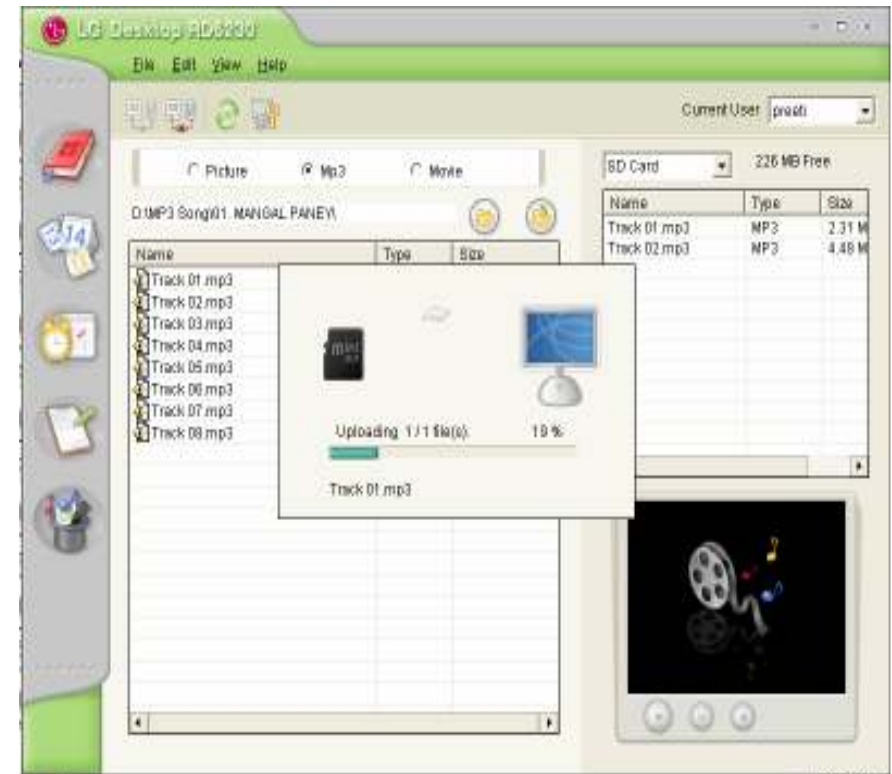 LG Desktop RD6230
File Edit View Help
Current User preeti
Picture Mp3 Movie
SD Card 226 MB Free
D:\MP3 Song\01. MANGAL PANEY\
Name Type Size
Track 01.mp3 MP3 2.31 M
Track 02.mp3 MP3 4.48 M
Name Type Size
Track 01.mp3
Track 02.mp3
Track 03.mp3
Track 04.mp3
Track 05.mp3
Track 06.mp3
Track 07.mp3
Track 08.mp3
mini
Uploading 1 / 1 file(s). 19 %
Track 01.mp3
14